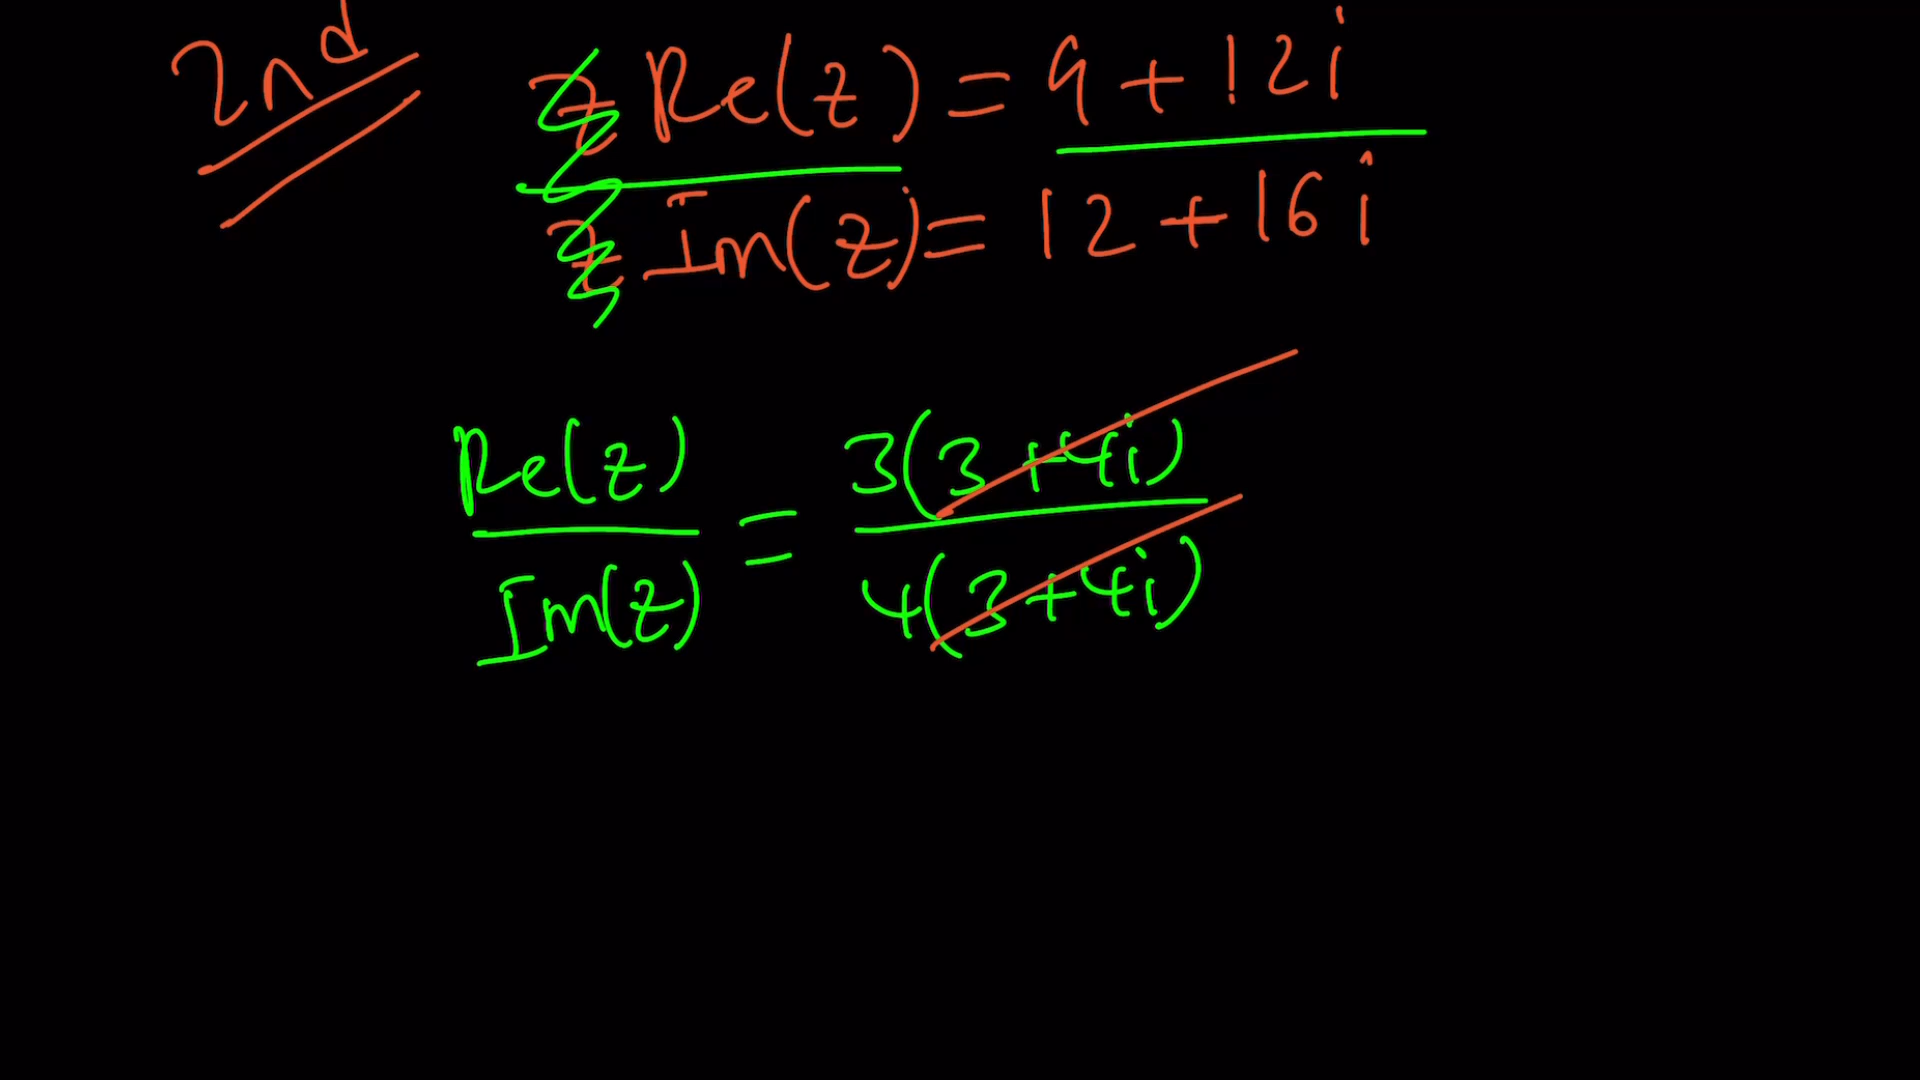 2nd
z Re(z) = 9 + 12i
z Im(z) = 12 + 16i
Re(z) = 3(3 + 4i)
Im(z) 4(3 + 4i)